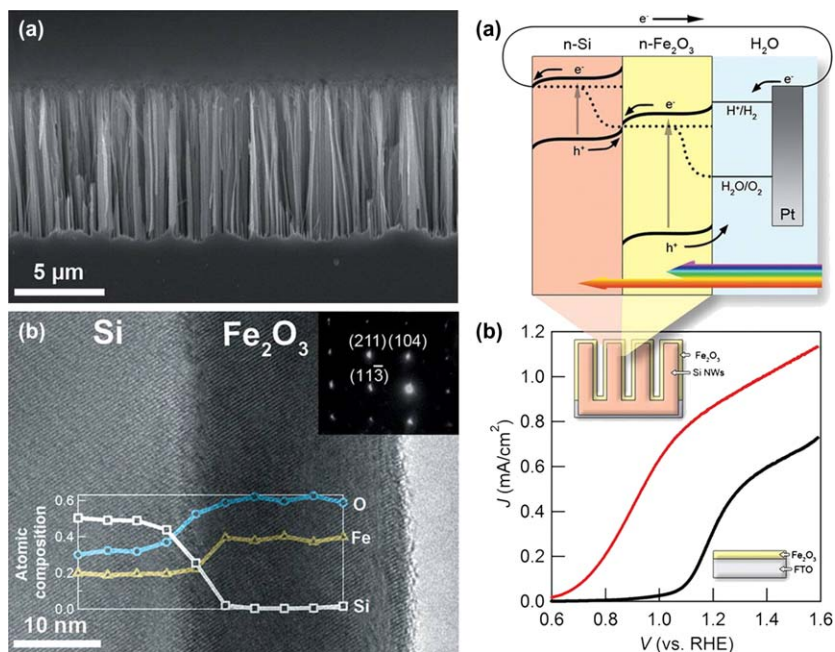 (a)
5 µm
(b)
Si
Fe₂O₃
(211) (104)
(113̅)
O
Fe
Si
Atomic
composition
0.6
0.4
0.2
0.0
10 nm
(a)
e⁻
n-Si
n-Fe₂O₃
H₂O
e⁻
e⁻
e⁻
H⁺/H₂
h⁺
H₂O/O₂
h⁺
Pt
(b)
1.2
1.0
0.8
0.6
0.4
0.2
0.0
J (mA/cm²)
Fe₂O₃
Si NWs
Fe₂O₃
FTO
0.6 0.8 1.0 1.2 1.4 1.6
V (vs. RHE)